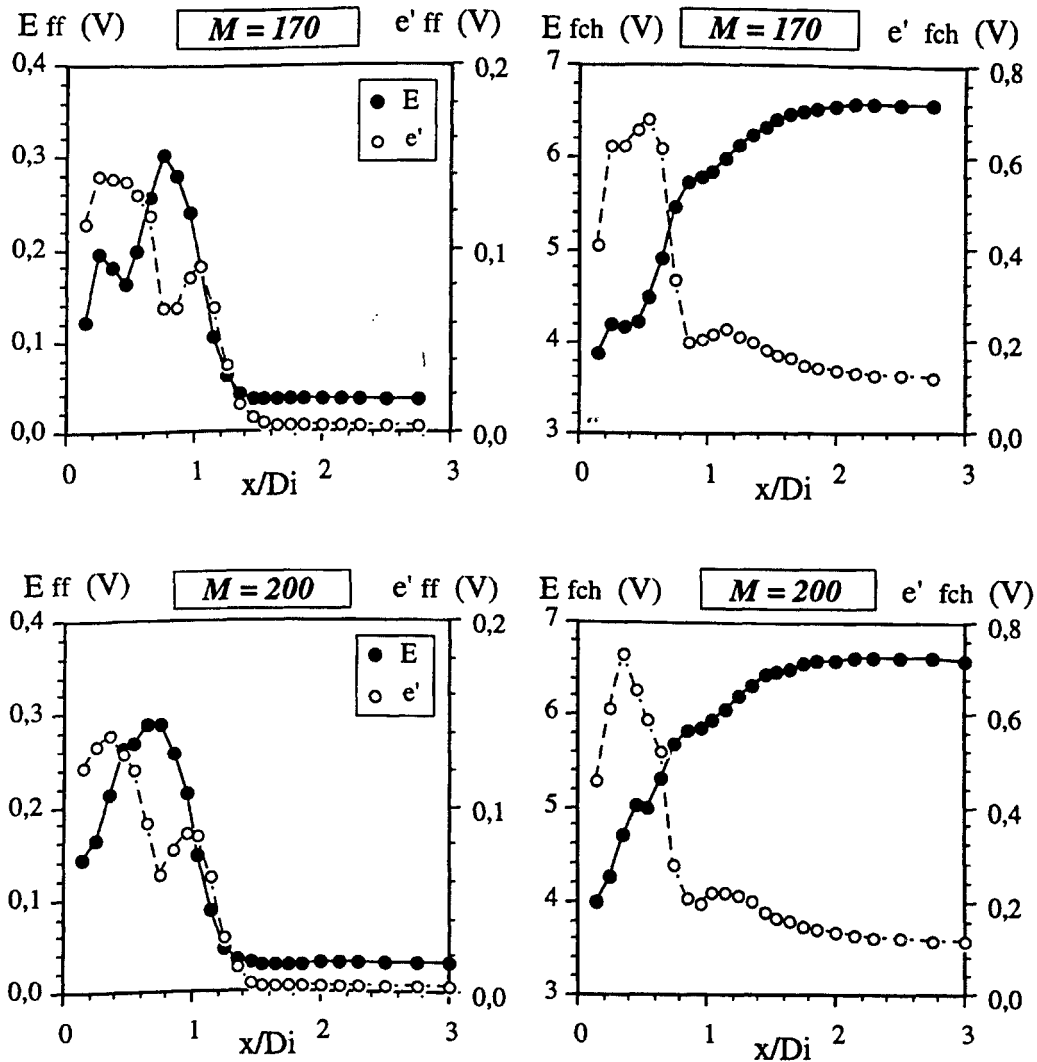 E ff (V) M = 170 e' ff (V)
0,4 0,2
E
e'
0,3
0,2 0,1
0,1
0,0 0,0
0 1 2 3
x/Di
E fch (V) M = 170 e' fch (V)
7 0,8
6 0,6
5 0,4
4 0,2
3 0,0
0 1 2 3
x/Di
E ff (V) M = 200 e' ff (V)
0,4 0,2
E
e'
0,3
0,2 0,1
0,1
0,0 0,0
0 1 2 3
x/Di
E fch (V) M = 200 e' fch (V)
7 0,8
6 0,6
5 0,4
4 0,2
3 0,0
0 1 2 3
x/Di